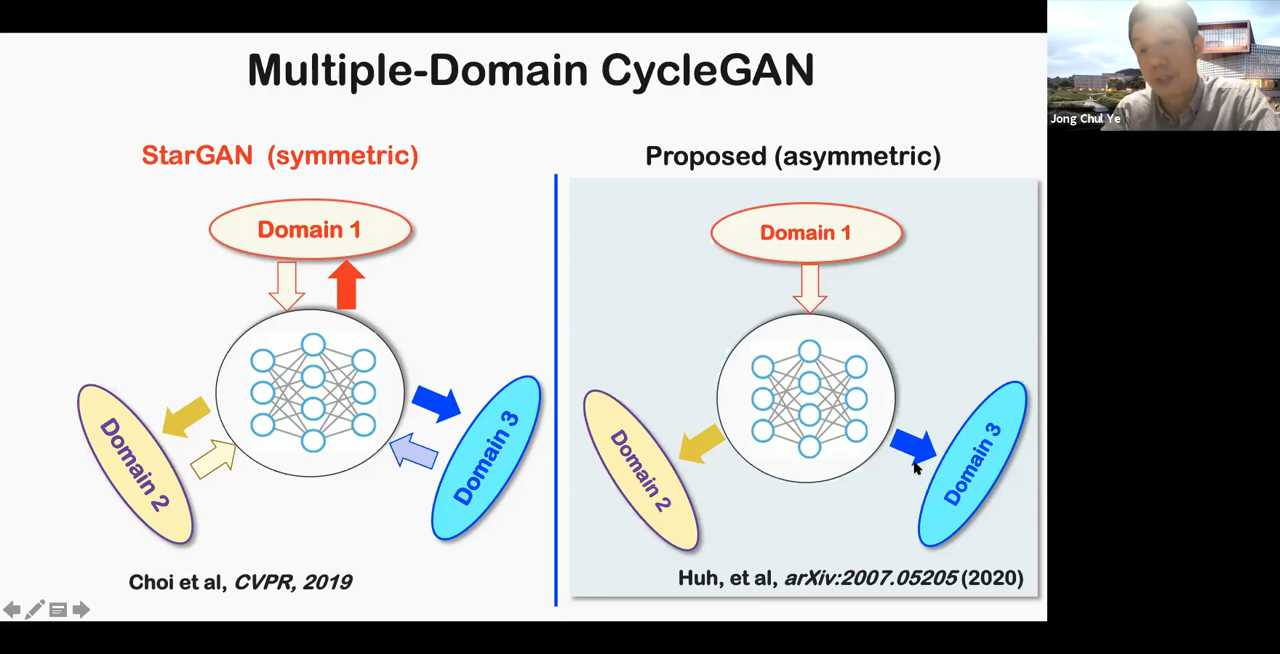 Multiple-Domain CycleGAN
Jong Chul Ye
StarGAN (symmetric)
Domain 1
Domain 2
Domain 3
Choi et al, CVPR, 2019
Proposed (asymmetric)
Domain 1
Domain 2
Domain 3
Huh, et al, arXiv:2007.05205 (2020)